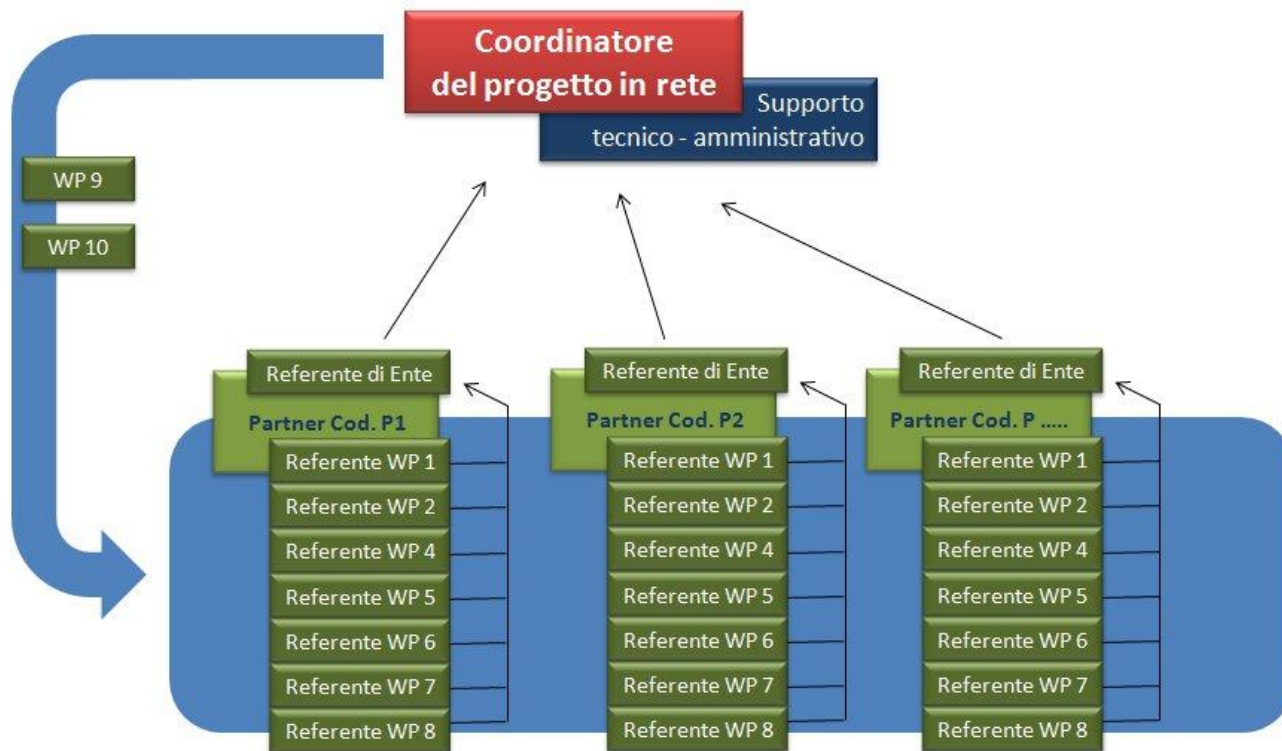 Coordinatore
del progetto in rete
Supporto
tecnico - amministrativo
WP 9
WP 10
Referente di Ente
Partner Cod. P1
Referente WP 1
Referente WP 2
Referente WP 4
Referente WP 5
Referente WP 6
Referente WP 7
Referente WP 8
Referente di Ente
Partner Cod. P2
Referente WP 1
Referente WP 2
Referente WP 4
Referente WP 5
Referente WP 6
Referente WP 7
Referente WP 8
Referente di Ente
Partner Cod. P .....
Referente WP 1
Referente WP 2
Referente WP 4
Referente WP 5
Referente WP 6
Referente WP 7
Referente WP 8